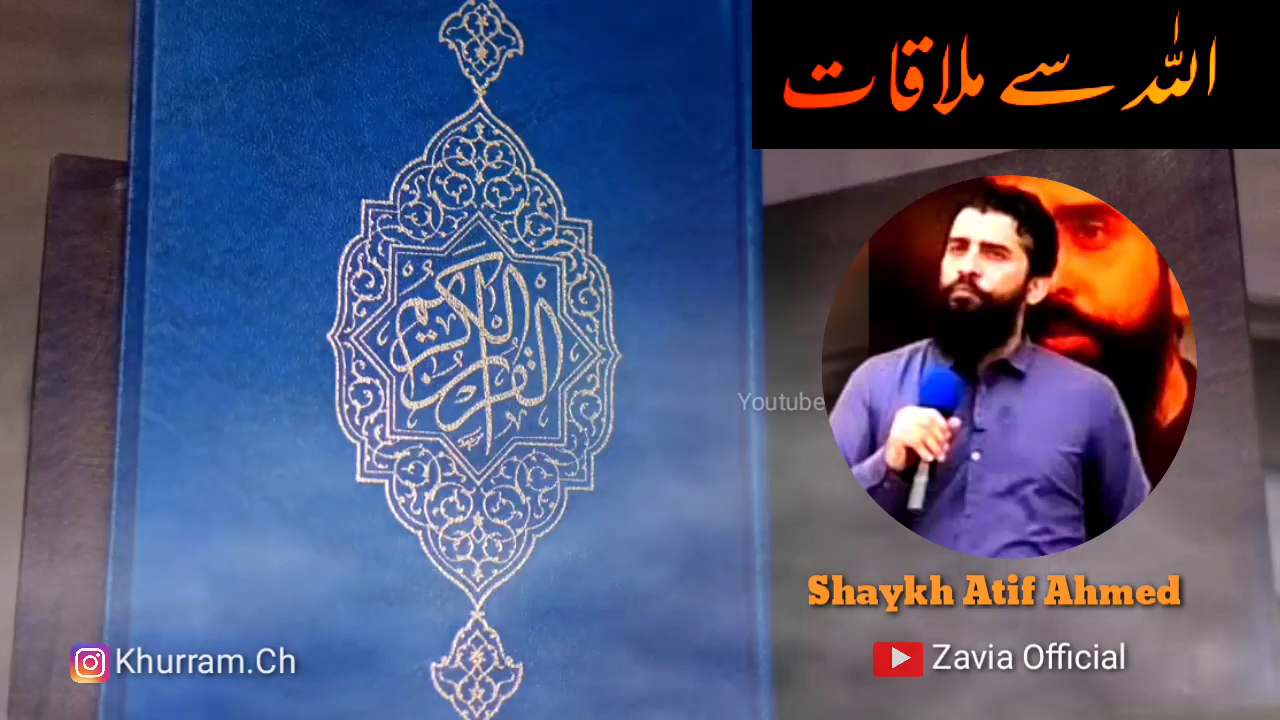 اللہ سے ملاقات
القرآن الكريم
Youtube
Shaykh Atif Ahmed
Khurram.Ch
Zavia Official